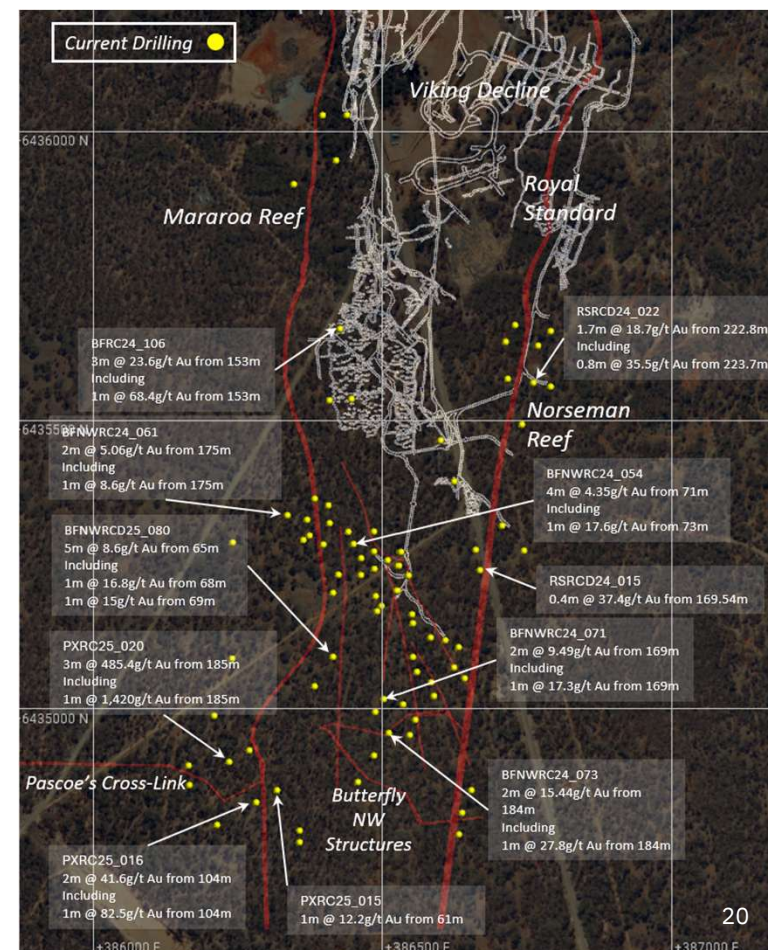 Current Drilling
Viking Decline
6436000 N
Royal
Standard
Mararoa Reef
RSRCD24_022
1.7m @ 18.7g/t Au from 222.8m
Including
0.8m @ 35.5g/t Au from 223.7m
BFRC24_106
3m @ 23.6g/t Au from 153m
Including
1m @ 68.4g/t Au from 153m
Norseman
Reef
6435500 N
BFNWRC24_061
2m @ 5.06g/t Au from 175m
Including
1m @ 8.6g/t Au from 175m
BFNWRC24_054
4m @ 4.35g/t Au from 71m
Including
1m @ 17.6g/t Au from 73m
BFNWRCD25_080
5m @ 8.6g/t Au from 65m
Including
1m @ 16.8g/t Au from 68m
1m @ 15g/t Au from 69m
RSRCD24_015
0.4m @ 37.4g/t Au from 169.54m
BFNWRC24_071
2m @ 9.49g/t Au from 169m
Including
1m @ 17.3g/t Au from 169m
PXRC25_020
3m @ 485.4g/t Au from 185m
Including
1m @ 1,420g/t Au from 185m
6435000 N
Pascoe's Cross-Link
Butterfly
NW
Structures
BFNWRC24_073
2m @ 15.44g/t Au from
184m
Including
1m @ 27.8g/t Au from 184m
PXRC25_016
2m @ 41.6g/t Au from 104m
Including
1m @ 82.5g/t Au from 104m
PXRC25_015
1m @ 12.2g/t Au from 61m
20
+386000 E
+386500 E
+387000 E